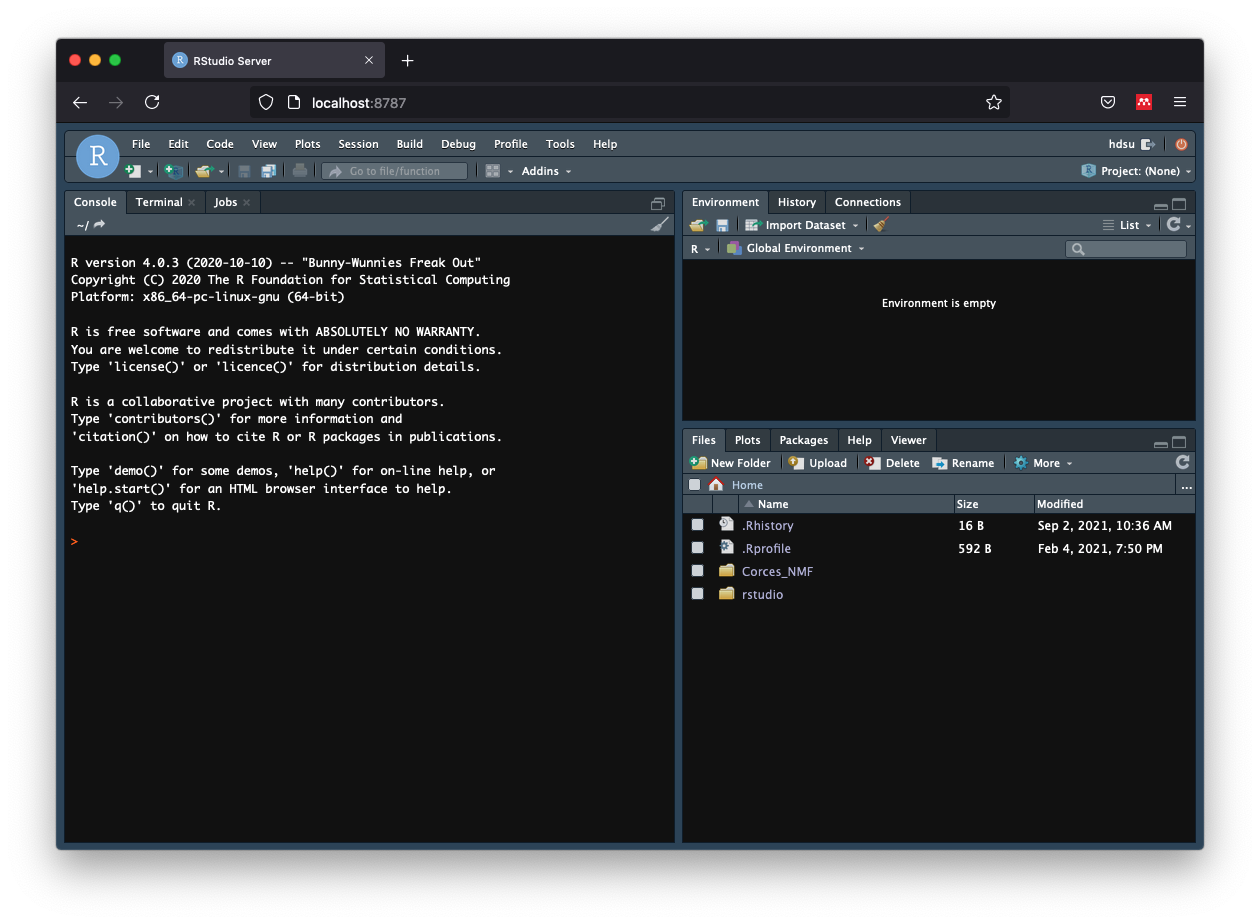 R RStudio Server
localhost:8787
R
File Edit Code View Plots Session Build Debug Profile Tools Help
hdsu
Go to file/function
Addins
R Project: (None)
Console Terminal Jobs
~/
R version 4.0.3 (2020-10-10) -- "Bunny-Wunnies Freak Out"
Copyright (C) 2020 The R Foundation for Statistical Computing
Platform: x86_64-pc-linux-gnu (64-bit)
R is free software and comes with ABSOLUTELY NO WARRANTY.
You are welcome to redistribute it under certain conditions.
Type 'license()' or 'licence()' for distribution details.
R is a collaborative project with many contributors.
Type 'contributors()' for more information and
'citation()' on how to cite R or R packages in publications.
Type 'demo()' for some demos, 'help()' for on-line help, or
'help.start()' for an HTML browser interface to help.
Type 'q()' to quit R.
>
Environment History Connections
Import Dataset List
R Global Environment
Environment is empty
Files Plots Packages Help Viewer
New Folder Upload Delete Rename More
Home ...
Name Size Modified
.Rhistory 16 B Sep 2, 2021, 10:36 AM
.Rprofile 592 B Feb 4, 2021, 7:50 PM
Corces_NMF
rstudio